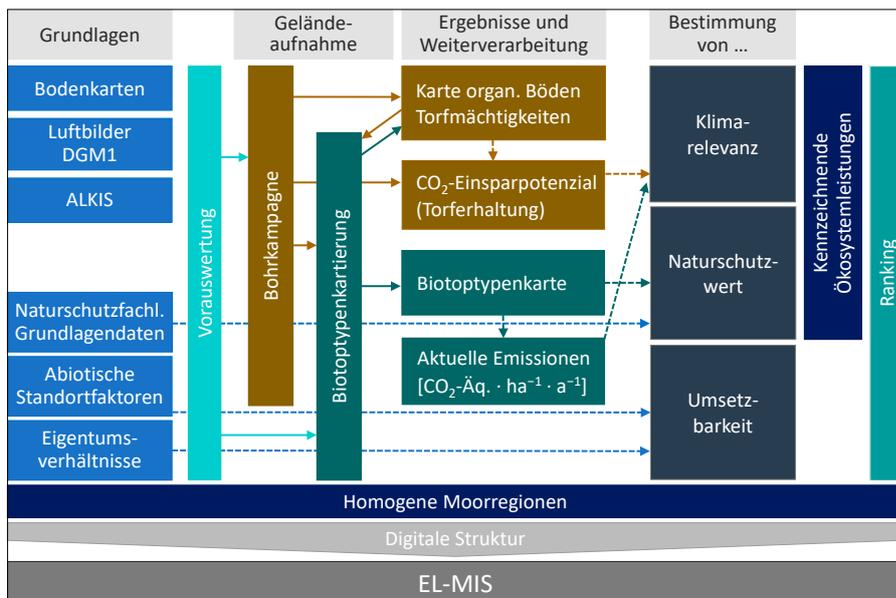 Grundlagen
Gelände-
aufnahme
Ergebnisse und
Weiterverarbeitung
Bestimmung
von ...
Bodenkarten
Luftbilder
DGM1
ALKIS
Naturschutzfachl.
Grundlagendaten
Abiotische
Standortfaktoren
Eigentums-
verhältnisse
Vorauswertung
Bohrkampagne
Biotoptypenkartierung
Karte organ. Böden
Torfmächtigkeiten
CO₂-Einsparpotenzial
(Torferhaltung)
Biotoptypenkarte
Aktuelle Emissionen
[CO₂-Äq. · ha⁻¹ · a⁻¹]
Klima-
relevanz
Naturschutz-
wert
Umsetz-
barkeit
Kennzeichnende
Ökosystemleistungen
Ranking
Homogene Moorregionen
Digitale Struktur
EL-MIS